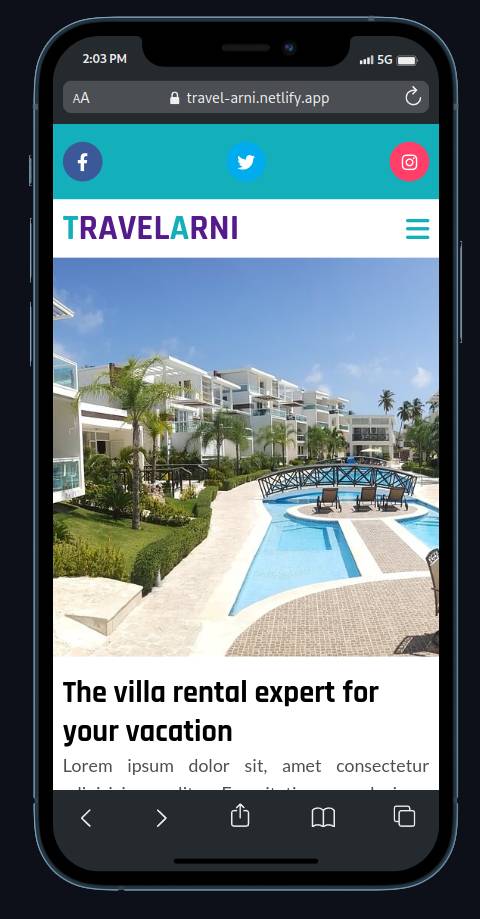 2:03 PM
5G
AA
travel-arni.netlify.app
TRAVELARNI
The villa rental expert for
your vacation
Lorem ipsum dolor sit, amet consectetur